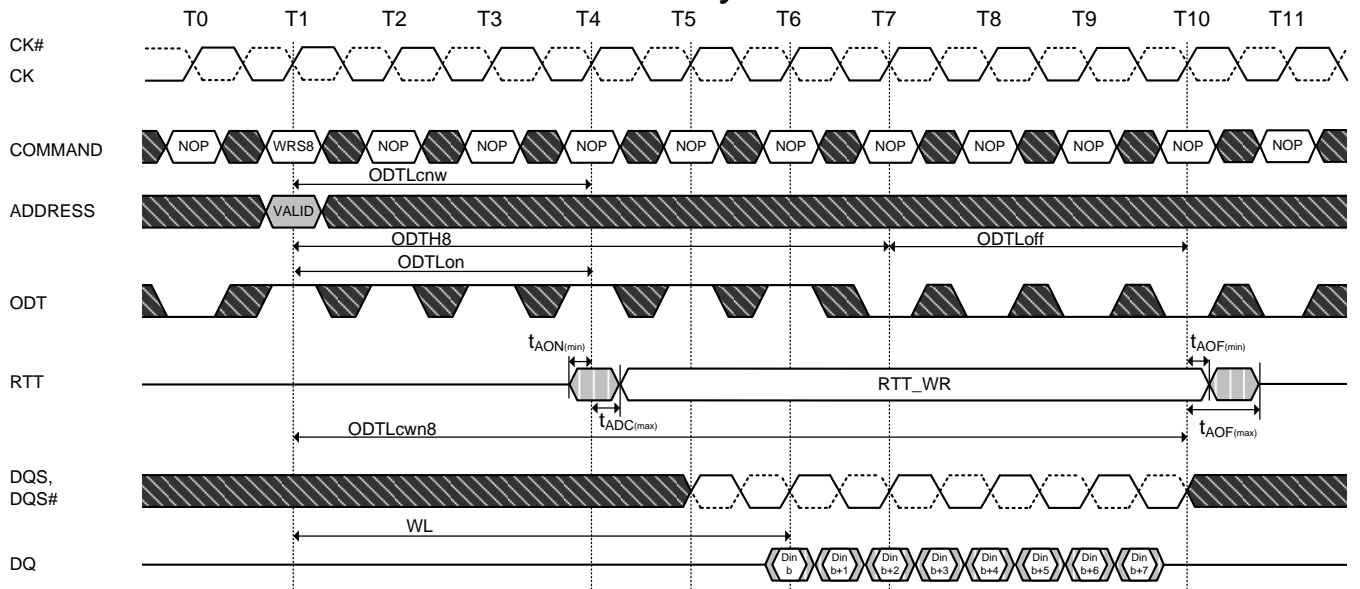 T0 T1 T2 T3 T4 T5 T6 T7 T8 T9 T10 T11
CK#
CK
COMMAND NOP WRS8 NOP NOP NOP NOP NOP NOP NOP NOP NOP NOP
ODTLcnw
ADDRESS VALID
ODTH8 ODTLoff
ODTLon
ODT
tAON(min) tAOF(min)
RTT RTT_WR
tADC(max) tAOF(max)
ODTLcwn8
DQS,
DQS#
WL
DQ Din b Din b+1 Din b+2 Din b+3 Din b+4 Din b+5 Din b+6 Din b+7